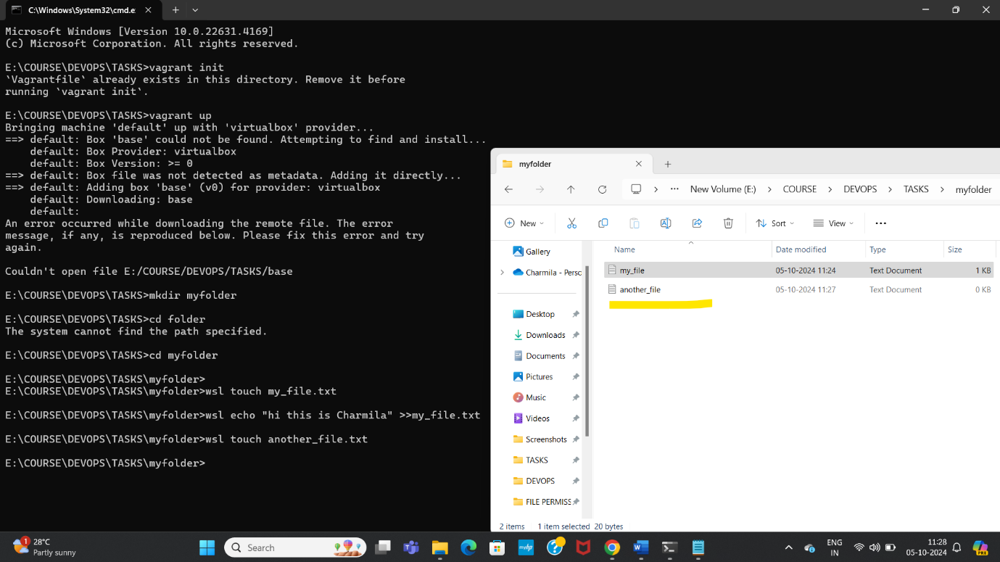 C:\Windows\System32\cmd.e
Microsoft Windows [Version 10.0.22631.4169]
(c) Microsoft Corporation. All rights reserved.
E:\COURSE\DEVOPS\TASKS>vagrant init
`Vagrantfile` already exists in this directory. Remove it before
running `vagrant init`.
E:\COURSE\DEVOPS\TASKS>vagrant up
Bringing machine 'default' up with 'virtualbox' provider...
==> default: Box 'base' could not be found. Attempting to find and install...
    default: Box Provider: virtualbox
    default: Box Version: >= 0
==> default: Box file was not detected as metadata. Adding it directly...
==> default: Adding box 'base' (v0) for provider: virtualbox
    default: Downloading: base
    default:
An error occurred while downloading the remote file. The error
message, if any, is reproduced below. Please fix this error and try
again.
Couldn't open file E:/COURSE/DEVOPS/TASKS/base
E:\COURSE\DEVOPS\TASKS>mkdir myfolder
E:\COURSE\DEVOPS\TASKS>cd folder
The system cannot find the path specified.
E:\COURSE\DEVOPS\TASKS>cd myfolder
E:\COURSE\DEVOPS\TASKS\myfolder>
E:\COURSE\DEVOPS\TASKS\myfolder>wsl touch my_file.txt
E:\COURSE\DEVOPS\TASKS\myfolder>wsl echo "hi this is Charmila" >>my_file.txt
E:\COURSE\DEVOPS\TASKS\myfolder>wsl touch another_file.txt
E:\COURSE\DEVOPS\TASKS\myfolder>
myfolder
New Volume (E:) > COURSE > DEVOPS > TASKS > myfolder
New Sort View
Name Date modified Type Size
my_file 05-10-2024 11:24 Text Document 1 KB
another_file 05-10-2024 11:27 Text Document 0 KB
Gallery
Charmila - Persc
Desktop
Downloads
Documents
Pictures
Music
Videos
Screenshots
TASKS
DEVOPS
FILE PERMISS
2 items 1 item selected 20 bytes
1
28°C
Partly sunny
Search
myhp
ENG
IN
11:28
05-10-2024
PRE